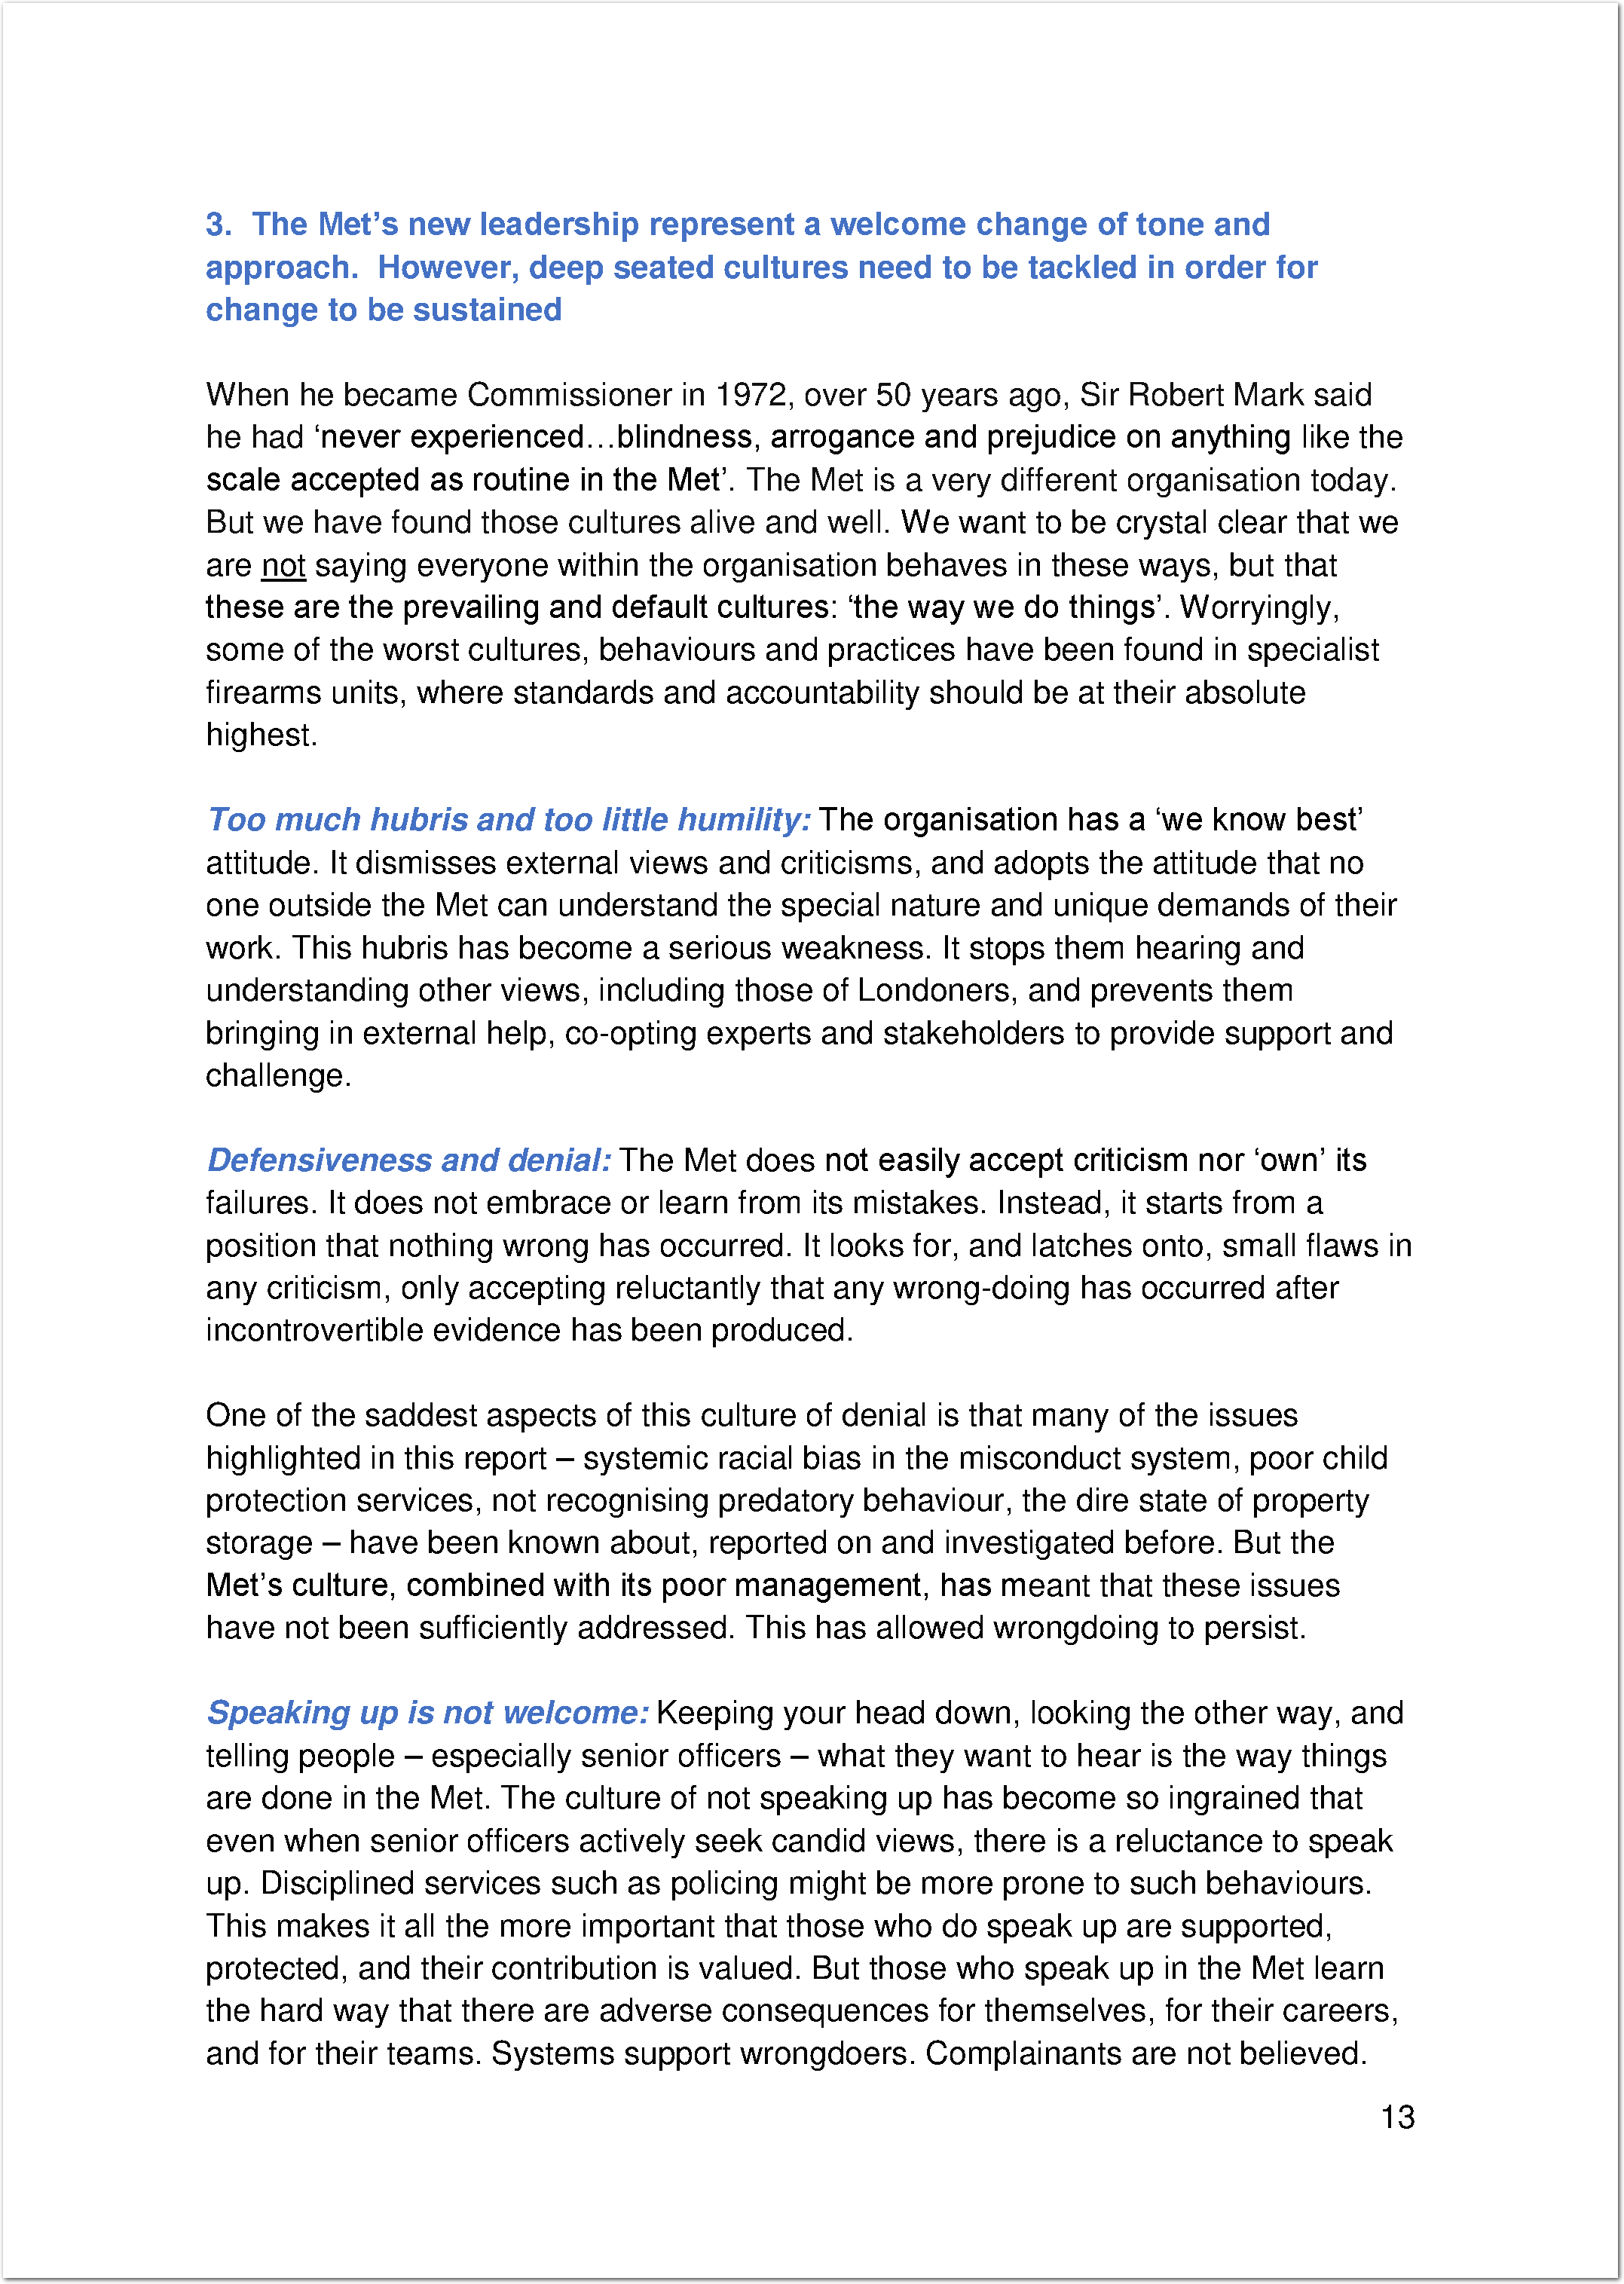 3.  The Met’s new leadership represent a welcome change of tone and
approach.  However, deep seated cultures need to be tackled in order for
change to be sustained
When he became Commissioner in 1972, over 50 years ago, Sir Robert Mark said
he had ‘never experienced…blindness, arrogance and prejudice on anything like the
scale accepted as routine in the Met’. The Met is a very different organisation today.
But we have found those cultures alive and well. We want to be crystal clear that we
are not saying everyone within the organisation behaves in these ways, but that
these are the prevailing and default cultures: ‘the way we do things’. Worryingly,
some of the worst cultures, behaviours and practices have been found in specialist
firearms units, where standards and accountability should be at their absolute
highest.
Too much hubris and too little humility: The organisation has a ‘we know best’
attitude. It dismisses external views and criticisms, and adopts the attitude that no
one outside the Met can understand the special nature and unique demands of their
work. This hubris has become a serious weakness. It stops them hearing and
understanding other views, including those of Londoners, and prevents them
bringing in external help, co-opting experts and stakeholders to provide support and
challenge.
Defensiveness and denial: The Met does not easily accept criticism nor ‘own’ its
failures. It does not embrace or learn from its mistakes. Instead, it starts from a
position that nothing wrong has occurred. It looks for, and latches onto, small flaws in
any criticism, only accepting reluctantly that any wrong-doing has occurred after
incontrovertible evidence has been produced.
One of the saddest aspects of this culture of denial is that many of the issues
highlighted in this report – systemic racial bias in the misconduct system, poor child
protection services, not recognising predatory behaviour, the dire state of property
storage – have been known about, reported on and investigated before. But the
Met’s culture, combined with its poor management, has meant that these issues
have not been sufficiently addressed. This has allowed wrongdoing to persist.
Speaking up is not welcome: Keeping your head down, looking the other way, and
telling people – especially senior officers – what they want to hear is the way things
are done in the Met. The culture of not speaking up has become so ingrained that
even when senior officers actively seek candid views, there is a reluctance to speak
up. Disciplined services such as policing might be more prone to such behaviours.
This makes it all the more important that those who do speak up are supported,
protected, and their contribution is valued. But those who speak up in the Met learn
the hard way that there are adverse consequences for themselves, for their careers,
and for their teams. Systems support wrongdoers. Complainants are not believed.
13